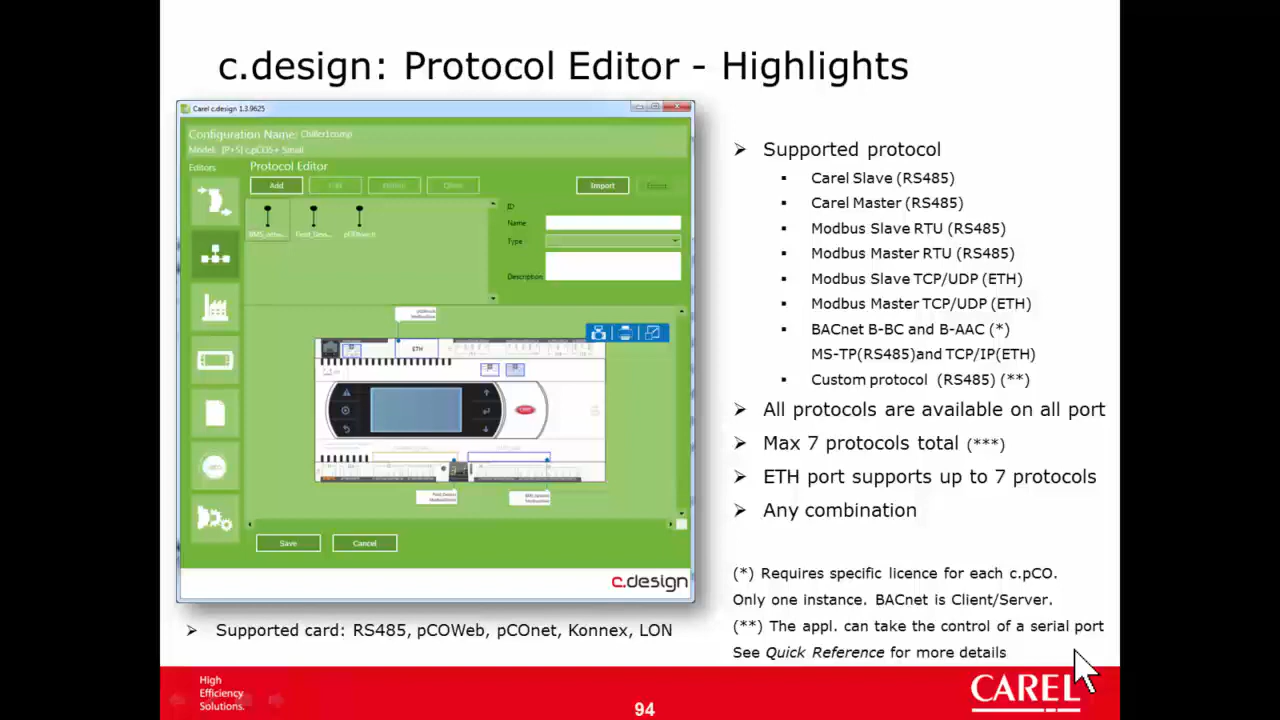 c.design: Protocol Editor - Highlights
Carel c.design 1.3.9625
Configuration Name: Chiller1comp
Model: [P+5] c.pCO5+ Small
Editors
Protocol Editor
Add
Import
ID
Name:
Type
Description:
ETH
Save
Cancel
c.design
Supported card: RS485, pCOWeb, pCOnet, Konnex, LON
Supported protocol
Carel Slave (RS485)
Carel Master (RS485)
Modbus Slave RTU (RS485)
Modbus Master RTU (RS485)
Modbus Slave TCP/UDP (ETH)
Modbus Master TCP/UDP (ETH)
BACnet B-BC and B-AAC (*)
MS-TP(RS485)and TCP/IP(ETH)
Custom protocol (RS485) (**)
All protocols are available on all port
Max 7 protocols total (***)
ETH port supports up to 7 protocols
Any combination
(*) Requires specific licence for each c.pCO.
Only one instance. BACnet is Client/Server.
(**) The appl. can take the control of a serial port
See Quick Reference for more details
High
Efficiency
Solutions.
94
CAREL